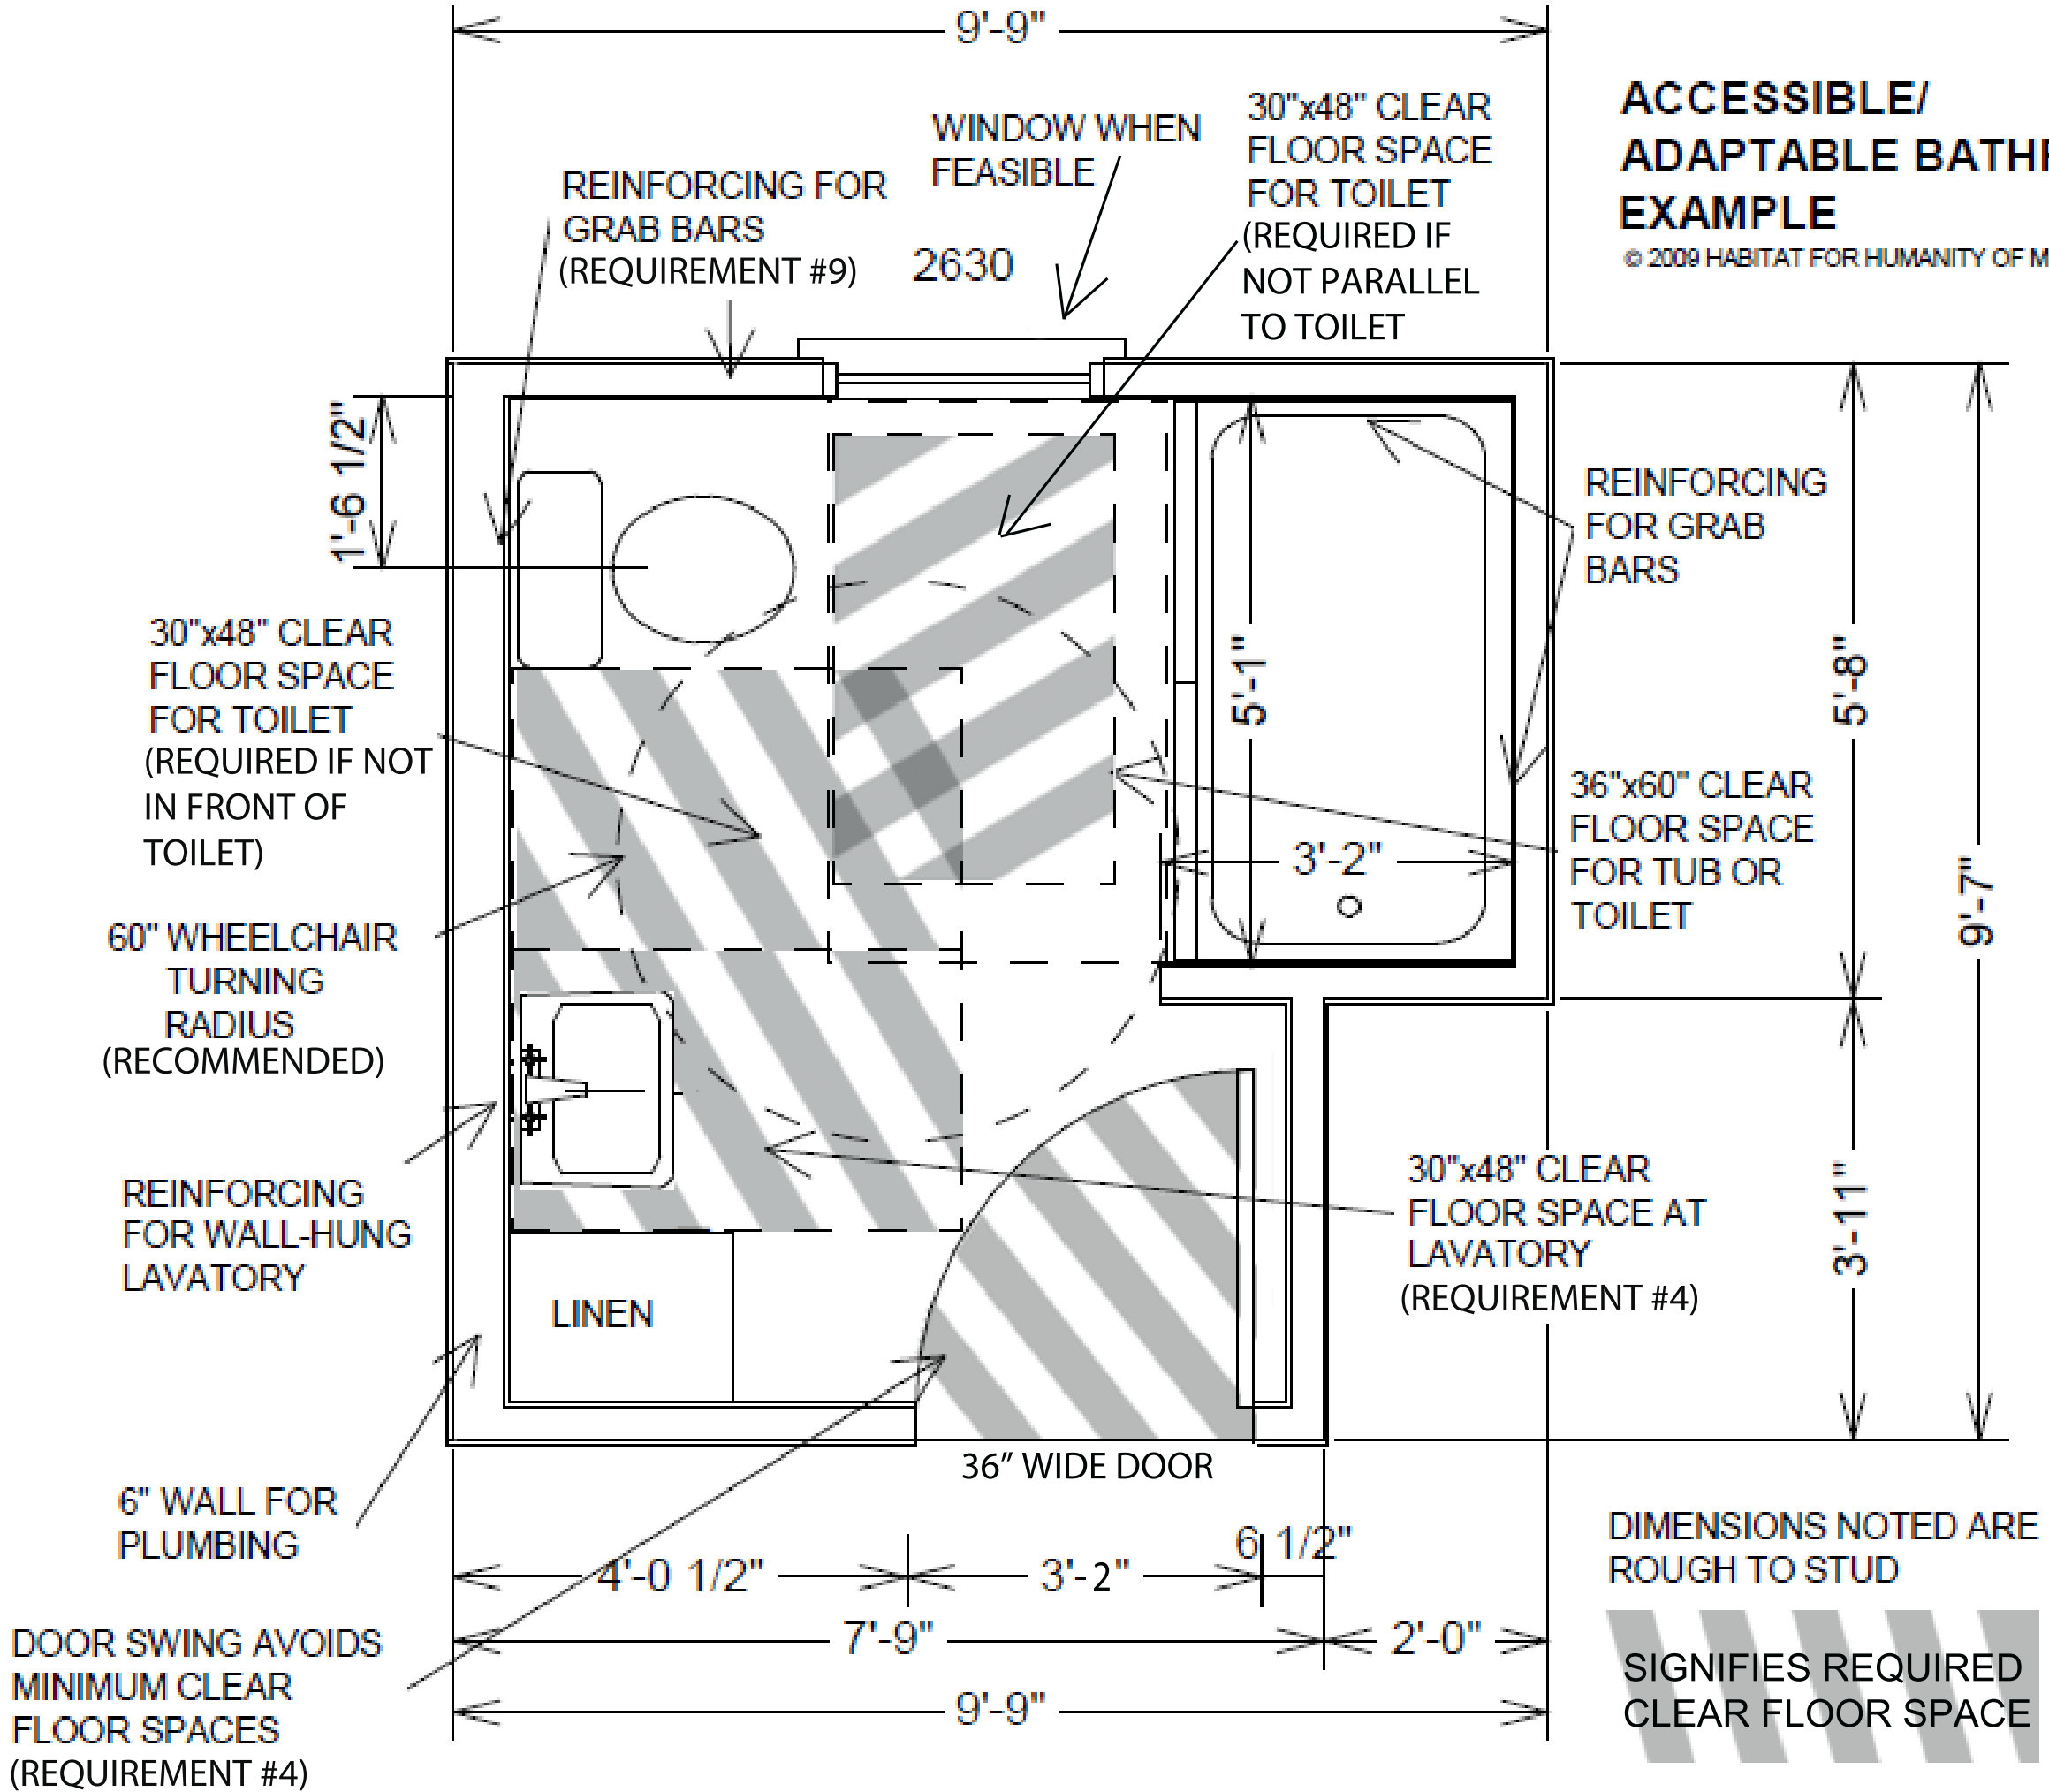 9'-9"
ACCESSIBLE/
ADAPTABLE BATH
EXAMPLE
© 2009 HABITAT FOR HUMANITY OF M
WINDOW WHEN
FEASIBLE
30"x48" CLEAR
FLOOR SPACE
FOR TOILET
(REQUIRED IF
NOT PARALLEL
TO TOILET
REINFORCING FOR
GRAB BARS
(REQUIREMENT #9)
2630
1'-6 1/2"
REINFORCING
FOR GRAB
BARS
30"x48" CLEAR
FLOOR SPACE
FOR TOILET
(REQUIRED IF NOT
IN FRONT OF
TOILET)
5'-1"
5'-8"
36"x60" CLEAR
FLOOR SPACE
FOR TUB OR
TOILET
3'-2"
9'-7"
60" WHEELCHAIR
TURNING
RADIUS
(RECOMMENDED)
REINFORCING
FOR WALL-HUNG
LAVATORY
30"x48" CLEAR
FLOOR SPACE AT
LAVATORY
(REQUIREMENT #4)
3'-11"
LINEN
36” WIDE DOOR
6" WALL FOR
PLUMBING
DIMENSIONS NOTED ARE
ROUGH TO STUD
4'-0 1/2"
3'-2"
6 1/2"
7'-9"
2'-0"
9'-9"
DOOR SWING AVOIDS
MINIMUM CLEAR
FLOOR SPACES
(REQUIREMENT #4)
SIGNIFIES REQUIRED
CLEAR FLOOR SPACE